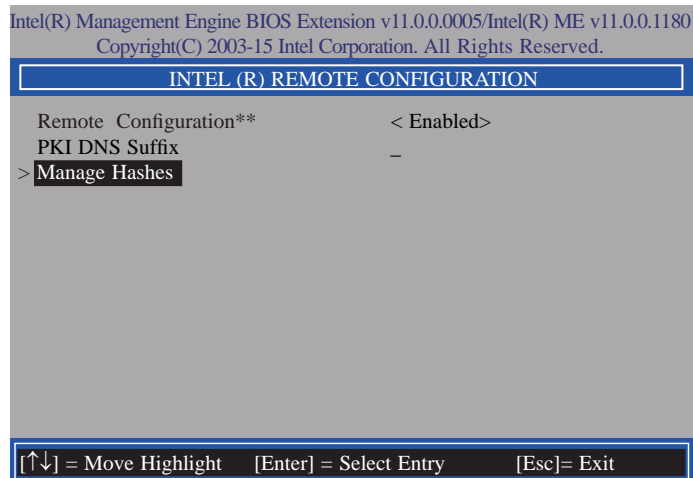 Intel(R) Management Engine BIOS Extension v11.0.0.0005/Intel(R) ME v11.0.0.1180
Copyright(C) 2003-15 Intel Corporation. All Rights Reserved.
INTEL (R) REMOTE CONFIGURATION
Remote Configuration** < Enabled>
PKI DNS Suffix _
> Manage Hashes
[↑↓] = Move Highlight [Enter] = Select Entry [Esc]= Exit